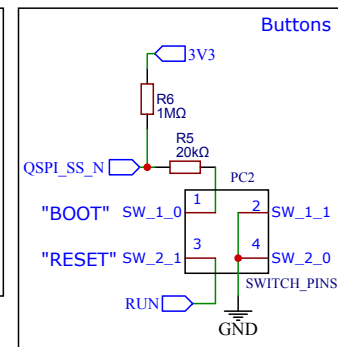 Buttons
3V3
R6
1MΩ
R5
20kΩ
QSPI_SS_N
PC2
1
2
"BOOT" SW_1_0
SW_1_1
3
4
"RESET" SW_2_1
SW_2_0
SWITCH_PINS
RUN
GND